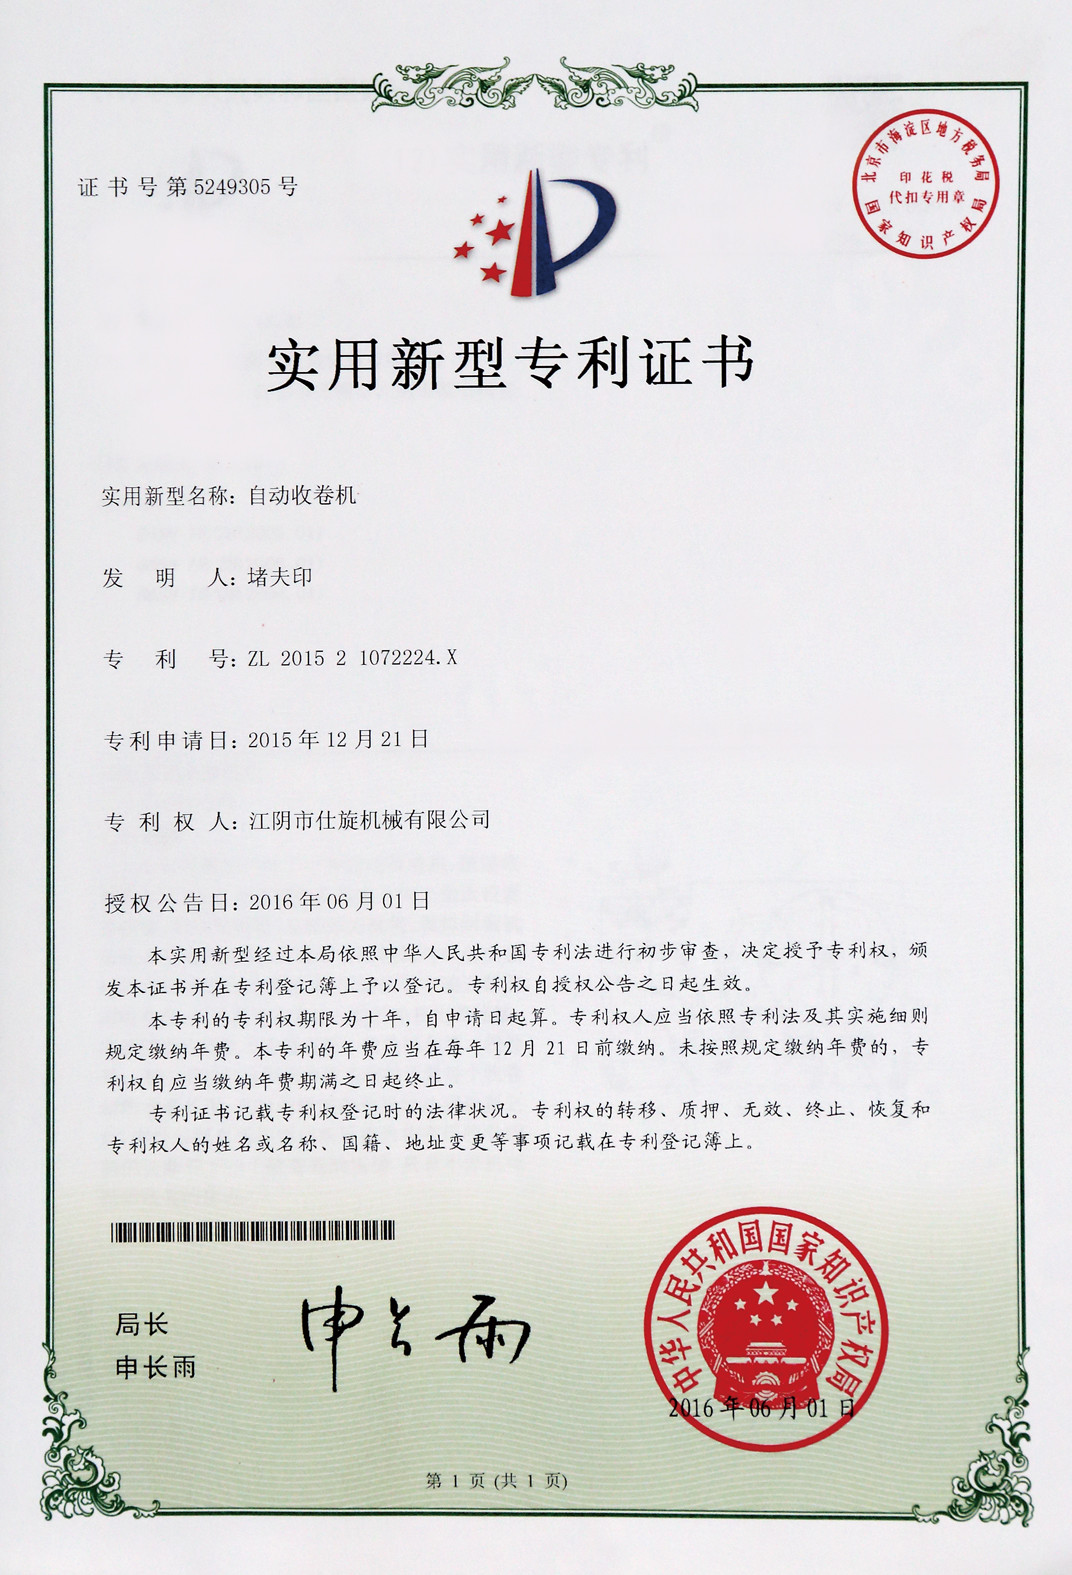 证书号第5249305号
北京市海淀区地方税务局
印花税
代扣专用章
国家知识产权局
实用新型专利证书
实用新型名称：自动收卷机
发明人：堵夫印
专利号：ZL 2015 2 1072224.X
专利申请日：2015年12月21日
专利权人：江阴市仕旋机械有限公司
授权公告日：2016年06月01日
本实用新型经过本局依照中华人民共和国专利法进行初步审查，决定授予专利权，颁
发本证书并在专利登记簿上予以登记。专利权自授权公告之日起生效。
本专利的专利权期限为十年，自申请日起算。专利权人应当依照专利法及其实施细则
规定缴纳年费。本专利的年费应当在每年12月21日前缴纳。未按照规定缴纳年费的，专
利权自应当缴纳年费期满之日起终止。
专利证书记载专利权登记时的法律状况。专利权的转移、质押、无效、终止、恢复和
专利权人的姓名或名称、国籍、地址变更等事项记载在专利登记簿上。
局长
申长雨
申长雨
中华人民共和国国家知识产权局
2016年06月01日
第1页(共1页)